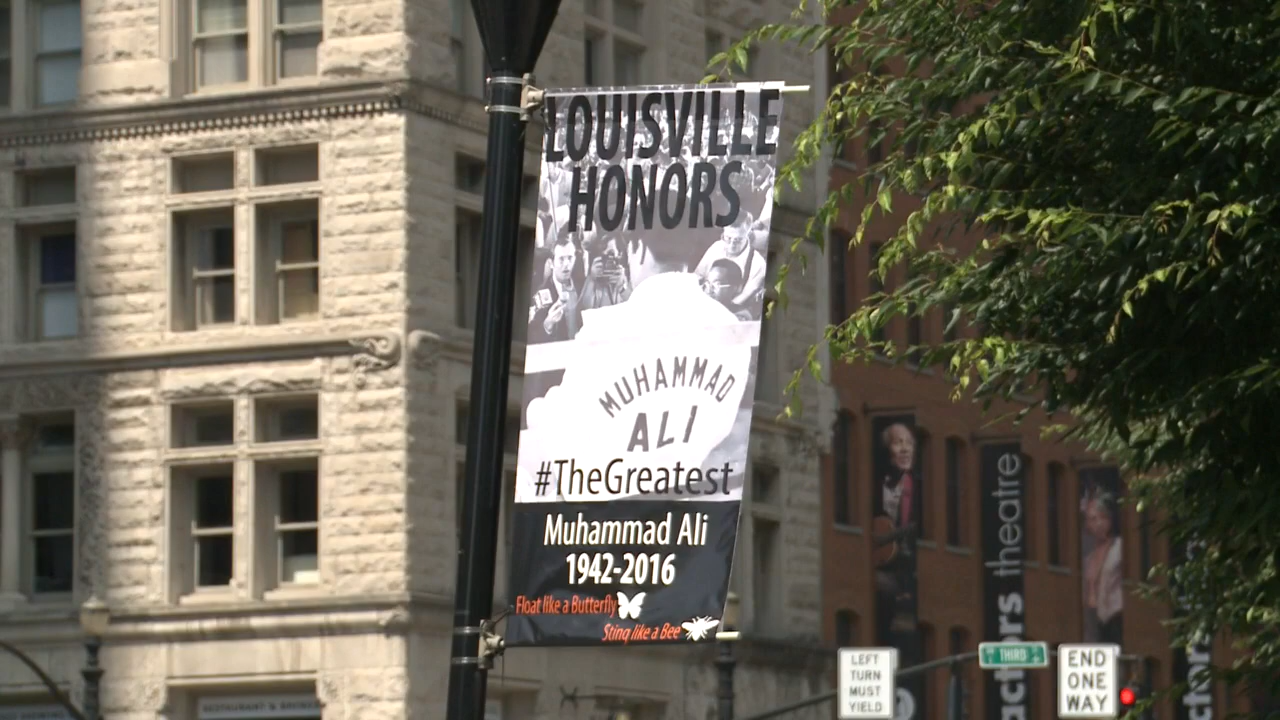 LOUISVILLE
HONORS
MUHAMMAD
ALI
#TheGreatest
Muhammad Ali
1942-2016
Float like a Butterfly
Sting like a Bee
actors theatre
LEFT
TURN
MUST
YIELD
THIRD
END
ONE
WAY